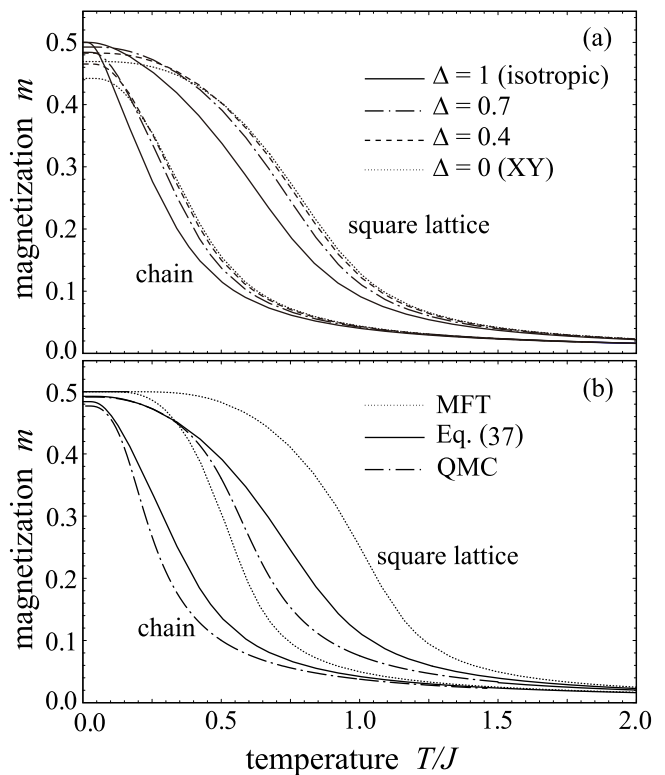 (a)
0.5
0.4
0.3
0.2
0.1
0.0
magnetization m
Δ = 1 (isotropic)
Δ = 0.7
Δ = 0.4
Δ = 0 (XY)
square lattice
chain
(b)
0.5
0.4
0.3
0.2
0.1
0.0
magnetization m
MFT
Eq. (37)
QMC
square lattice
chain
0.0 0.5 1.0 1.5 2.0
temperature T/J